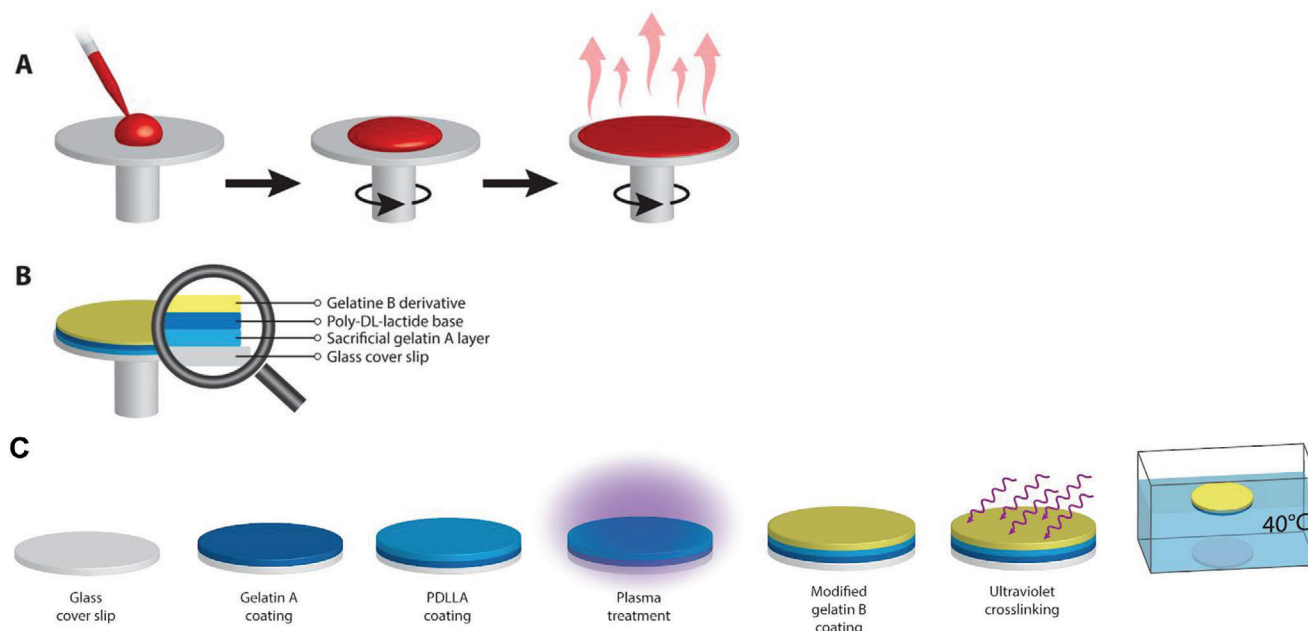 A
B
Gelatine B derivative
Poly-DL-lactide base
Sacrificial gelatin A layer
Glass cover slip
C
40°C
Glass
cover slip
Gelatin A
coating
PDLLA
coating
Plasma
treatment
Modified
gelatin B
coating
Ultraviolet
crosslinking